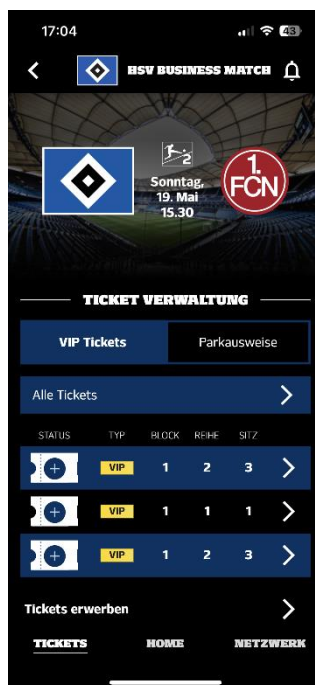 17:04
43
HSV BUSINESS MATCH
2
Sonntag,
19. Mai
15.30
1.
FCN
TICKET VERWALTUNG
VIP Tickets
Parkausweise
Alle Tickets
STATUS TYP BLOCK REIHE SITZ
VIP 1 2 3
VIP 1 1 1
VIP 1 2 3
Tickets erwerben
TICKETS HOME NETZWERK